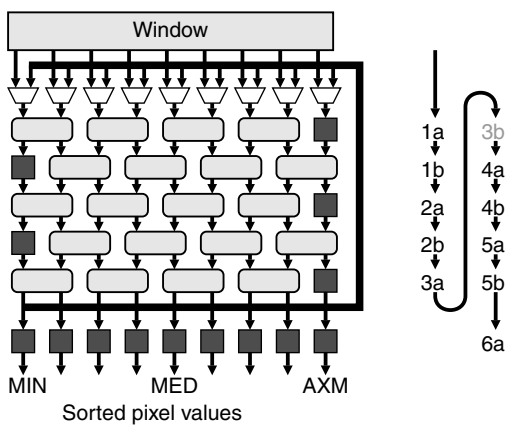 Window
1a 3b
1b 4a
2a 4b
2b 5a
3a 5b
6a
MIN MED AXM
Sorted pixel values